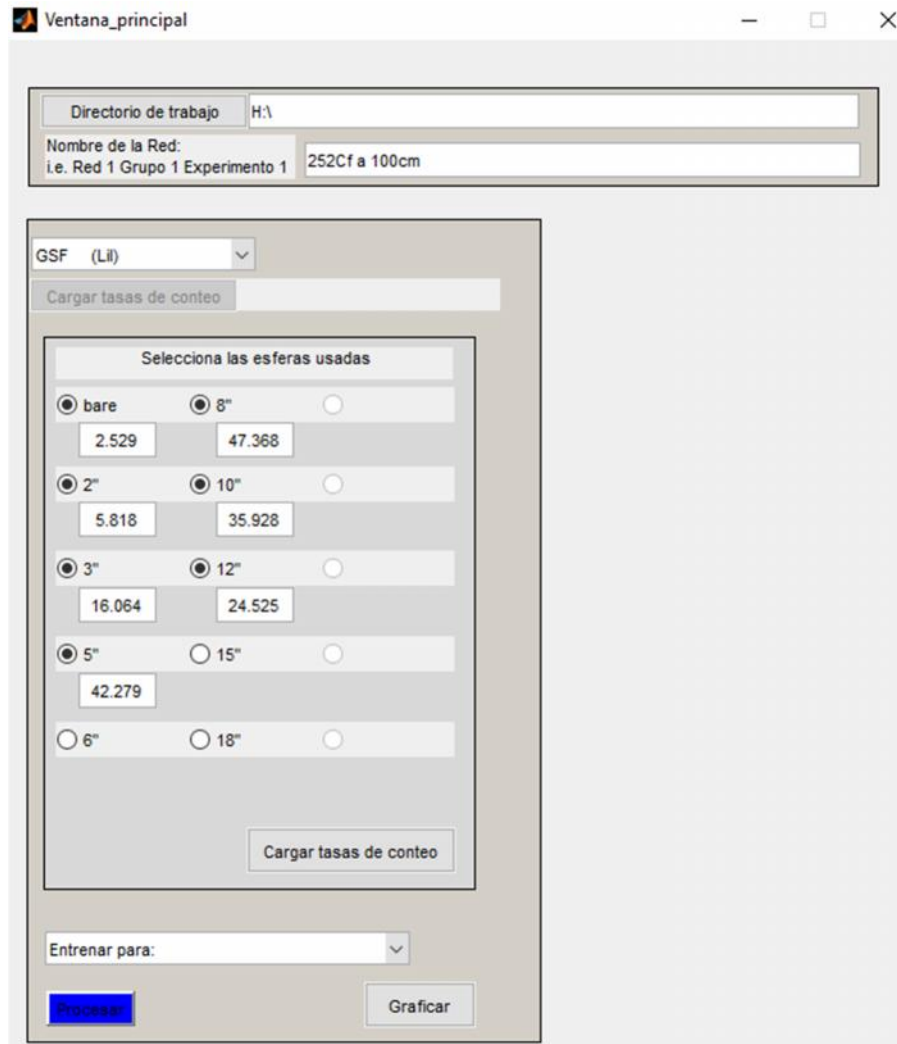 Ventana_principal
Directorio de trabajo H:\
Nombre de la Red:
i.e. Red 1 Grupo 1 Experimento 1 252Cf a 100cm
GSF (LiI)
Cargar tasas de conteo
Selecciona las esferas usadas
bare 8"
2.529 47.368
2" 10"
5.818 35.928
3" 12"
16.064 24.525
5" 15"
42.279
6" 18"
Cargar tasas de conteo
Entrenar para:
Procesar Graficar